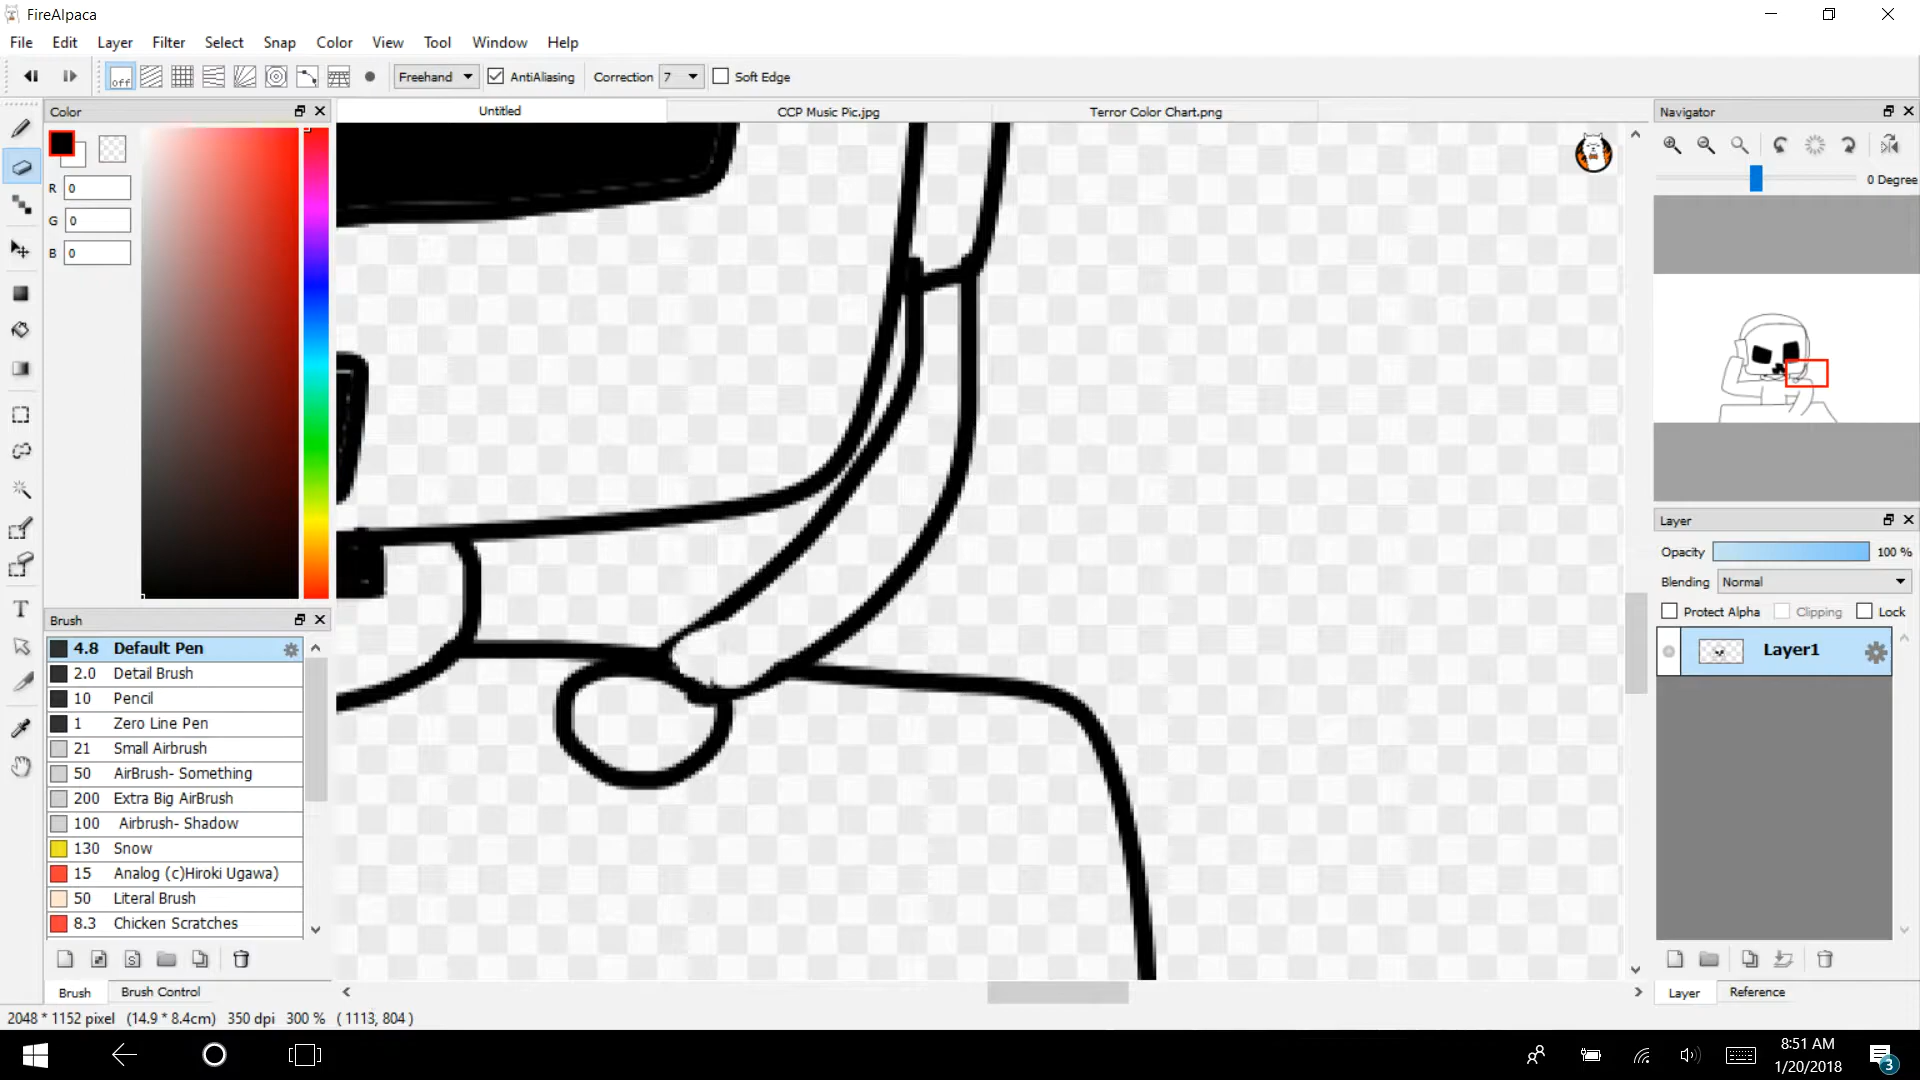 FireAlpaca
File Edit Layer Filter Select Snap Color View Tool Window Help
off Freehand AntiAliasing Correction 7 Soft Edge
Color
Untitled CCP Music Pic.jpg Terror Color Chart.png
Navigator
R 0
G 0
B 0
0 Degree
Layer
Opacity 100 %
Blending Normal
Protect Alpha Clipping Lock
Layer1
Brush
4.8 Default Pen
2.0 Detail Brush
10 Pencil
1 Zero Line Pen
21 Small Airbrush
50 AirBrush- Something
200 Extra Big AirBrush
100 Airbrush- Shadow
130 Snow
15 Analog (c)Hiroki Ugawa)
50 Literal Brush
8.3 Chicken Scratches
S
Brush Brush Control
Layer Reference
2048 * 1152 pixel (14.9 * 8.4cm) 350 dpi 300 % ( 1113, 804 )
8:51 AM
1/20/2018
3